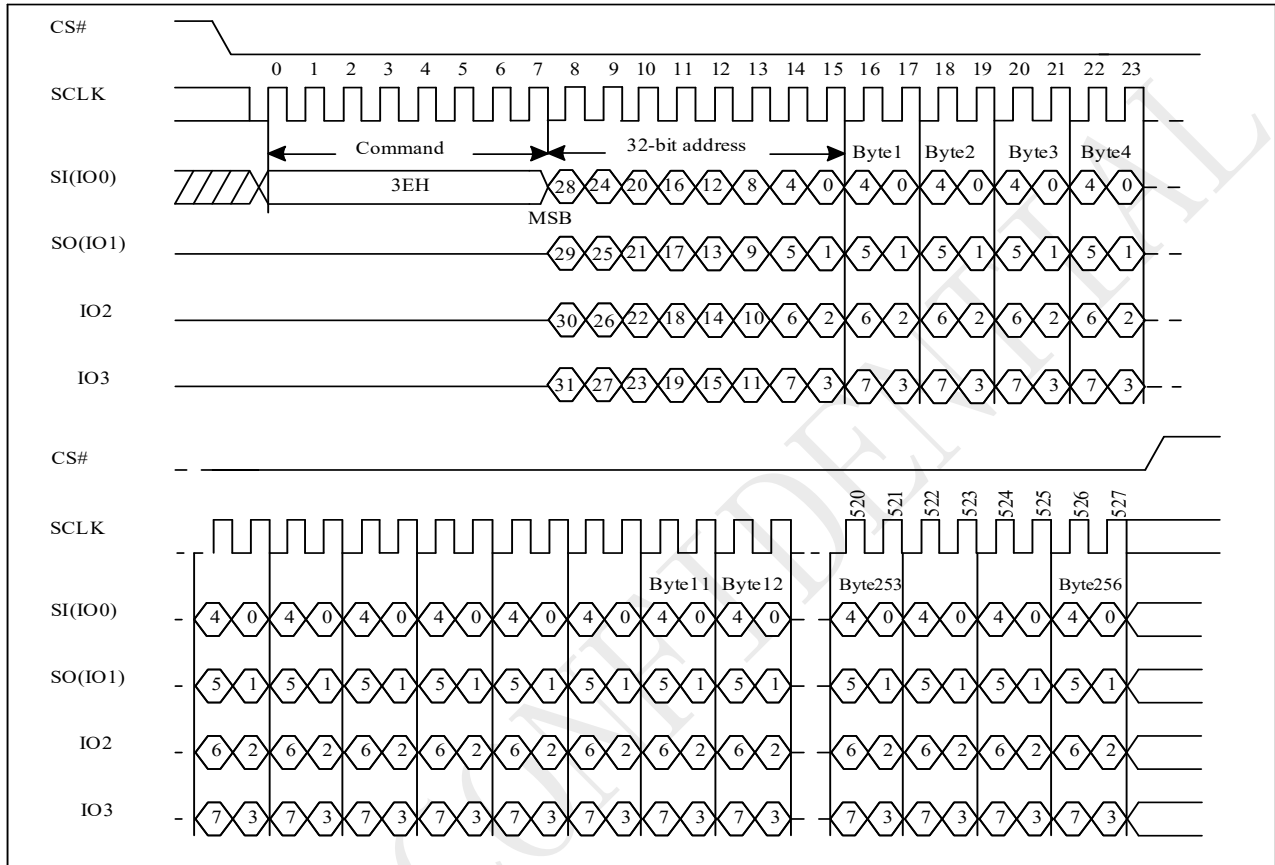 CS#
0 1 2 3 4 5 6 7 8 9 10 11 12 13 14 15 16 17 18 19 20 21 22 23
SCLK
Command 32-bit address Byte1 Byte2 Byte3 Byte4
SI(IO0) 3EH 28 24 20 16 12 8 4 0 4 0 4 0 4 0 4 0
MSB
SO(IO1) 29 25 21 17 13 9 5 1 5 1 5 1 5 1 5 1
IO2 30 26 22 18 14 10 6 2 6 2 6 2 6 2 6 2
IO3 31 27 23 19 15 11 7 3 7 3 7 3 7 3 7 3
CS#
520 521 522 523 524 525 526 527
SCLK
Byte11 Byte12 Byte253 Byte256
SI(IO0) 4 0 4 0 4 0 4 0 4 0 4 0 4 0 4 0 4 0 4 0 4 0 4 0
SO(IO1) 5 1 5 1 5 1 5 1 5 1 5 1 5 1 5 1 5 1 5 1 5 1 5 1
IO2 6 2 6 2 6 2 6 2 6 2 6 2 6 2 6 2 6 2 6 2 6 2 6 2
IO3 7 3 7 3 7 3 7 3 7 3 7 3 7 3 7 3 7 3 7 3 7 3 7 3
CONFIDENTIAL